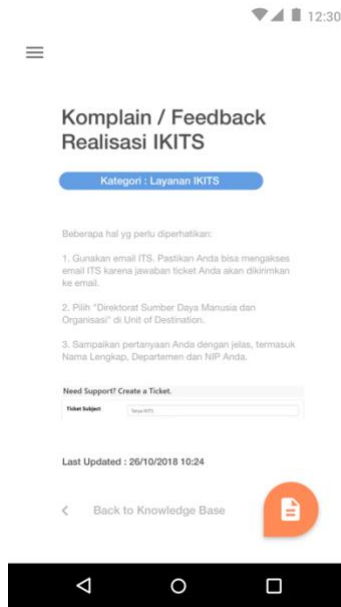 12:30
Komplain / Feedback
Realisasi IKITS
Kategori : Layanan IKITS
Beberapa hal yg perlu diperhatikan:
1. Gunakan email ITS. Pastikan Anda bisa mengakses
email ITS karena jawaban ticket Anda akan dikirimkan
ke email.
2. Pilih "Direktorat Sumber Daya Manusia dan
Organisasi" di Unit of Destination.
3. Sampaikan pertanyaan Anda dengan jelas, termasuk
Nama Lengkap, Departemen dan NIP Anda.
Need Support? Create a Ticket.
Ticket Subject Tanya IKITS
Last Updated : 26/10/2018 10:24
Back to Knowledge Base